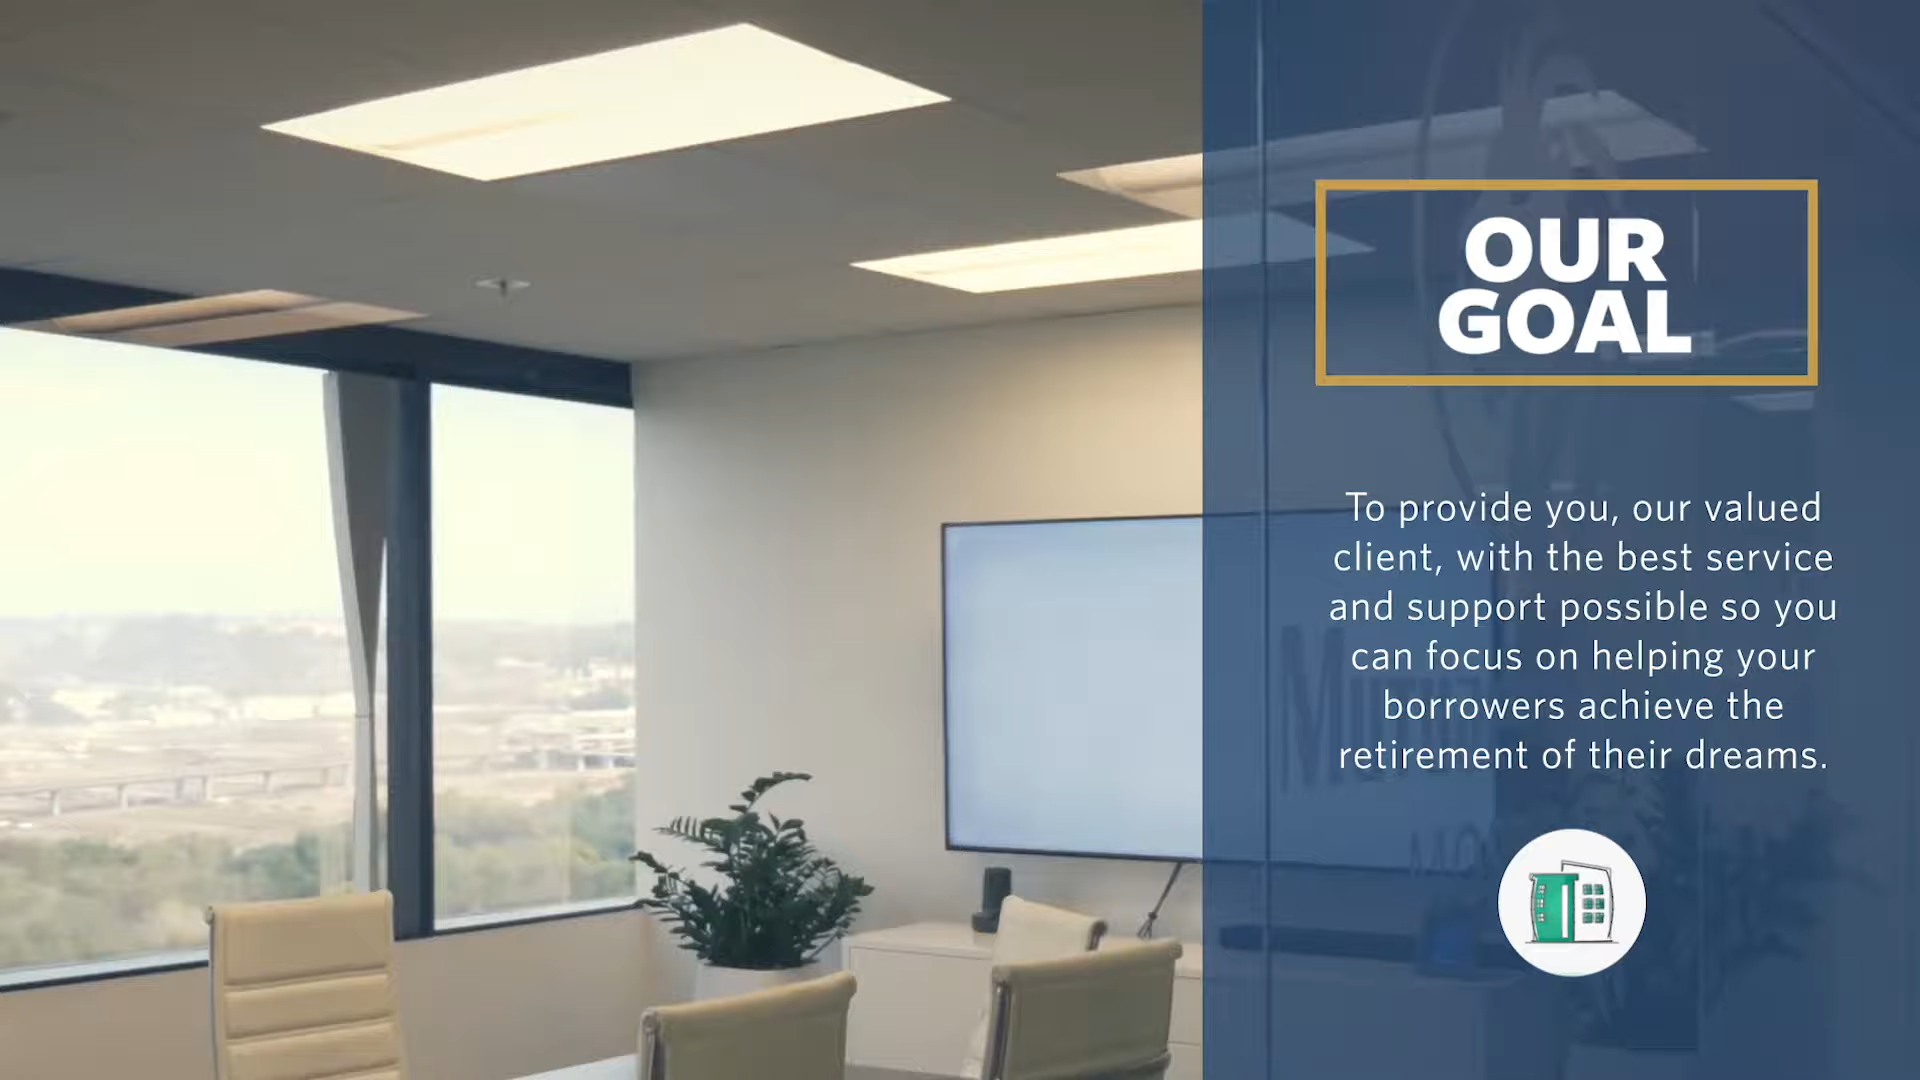 OUR
GOAL
To provide you, our valued
client, with the best service
and support possible so you
can focus on helping your
borrowers achieve the
retirement of their dreams.